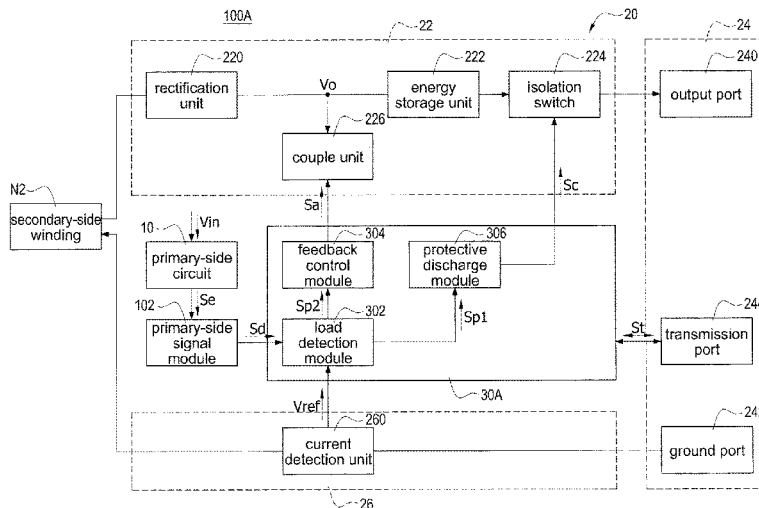 100A
20
22
24
220
222
224
240
rectification
unit
Vo
energy
storage unit
isolation
switch
output port
226
couple unit
N2
secondary-side
winding
Vin
10
primary-side
circuit
Sa
304
feedback
control
module
306
protective
discharge
module
Sc
Se
102
primary-side
signal module
Sd
Sp2
302
load
detection
module
Sp1
St
244
transmission
port
30A
Vref
260
current
detection unit
26
ground port